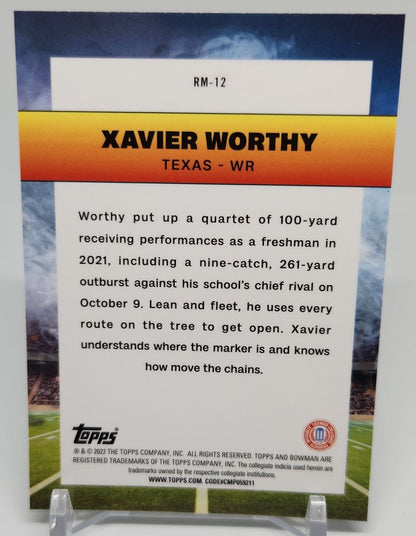 RM-12
XAVIER WORTHY
TEXAS - WR
Worthy put up a quartet of 100-yard
receiving performances as a freshman in
2021, including a nine-catch, 261-yard
outburst against his school's chief rival on
October 9. Lean and fleet, he uses every
route on the tree to get open. Xavier
understands where the marker is and knows
how move the chains.
TOPPS
® & © 2022 THE TOPPS COMPANY, INC. ALL RIGHTS RESERVED. TOPPS AND BOWMAN ARE
REGISTERED TRADEMARKS OF THE TOPPS COMPANY, INC. The collegiate indicia used herein are
trademarks owned by the respective collegiate institutions.
WWW.TOPPS.COM CODE#CMP059211